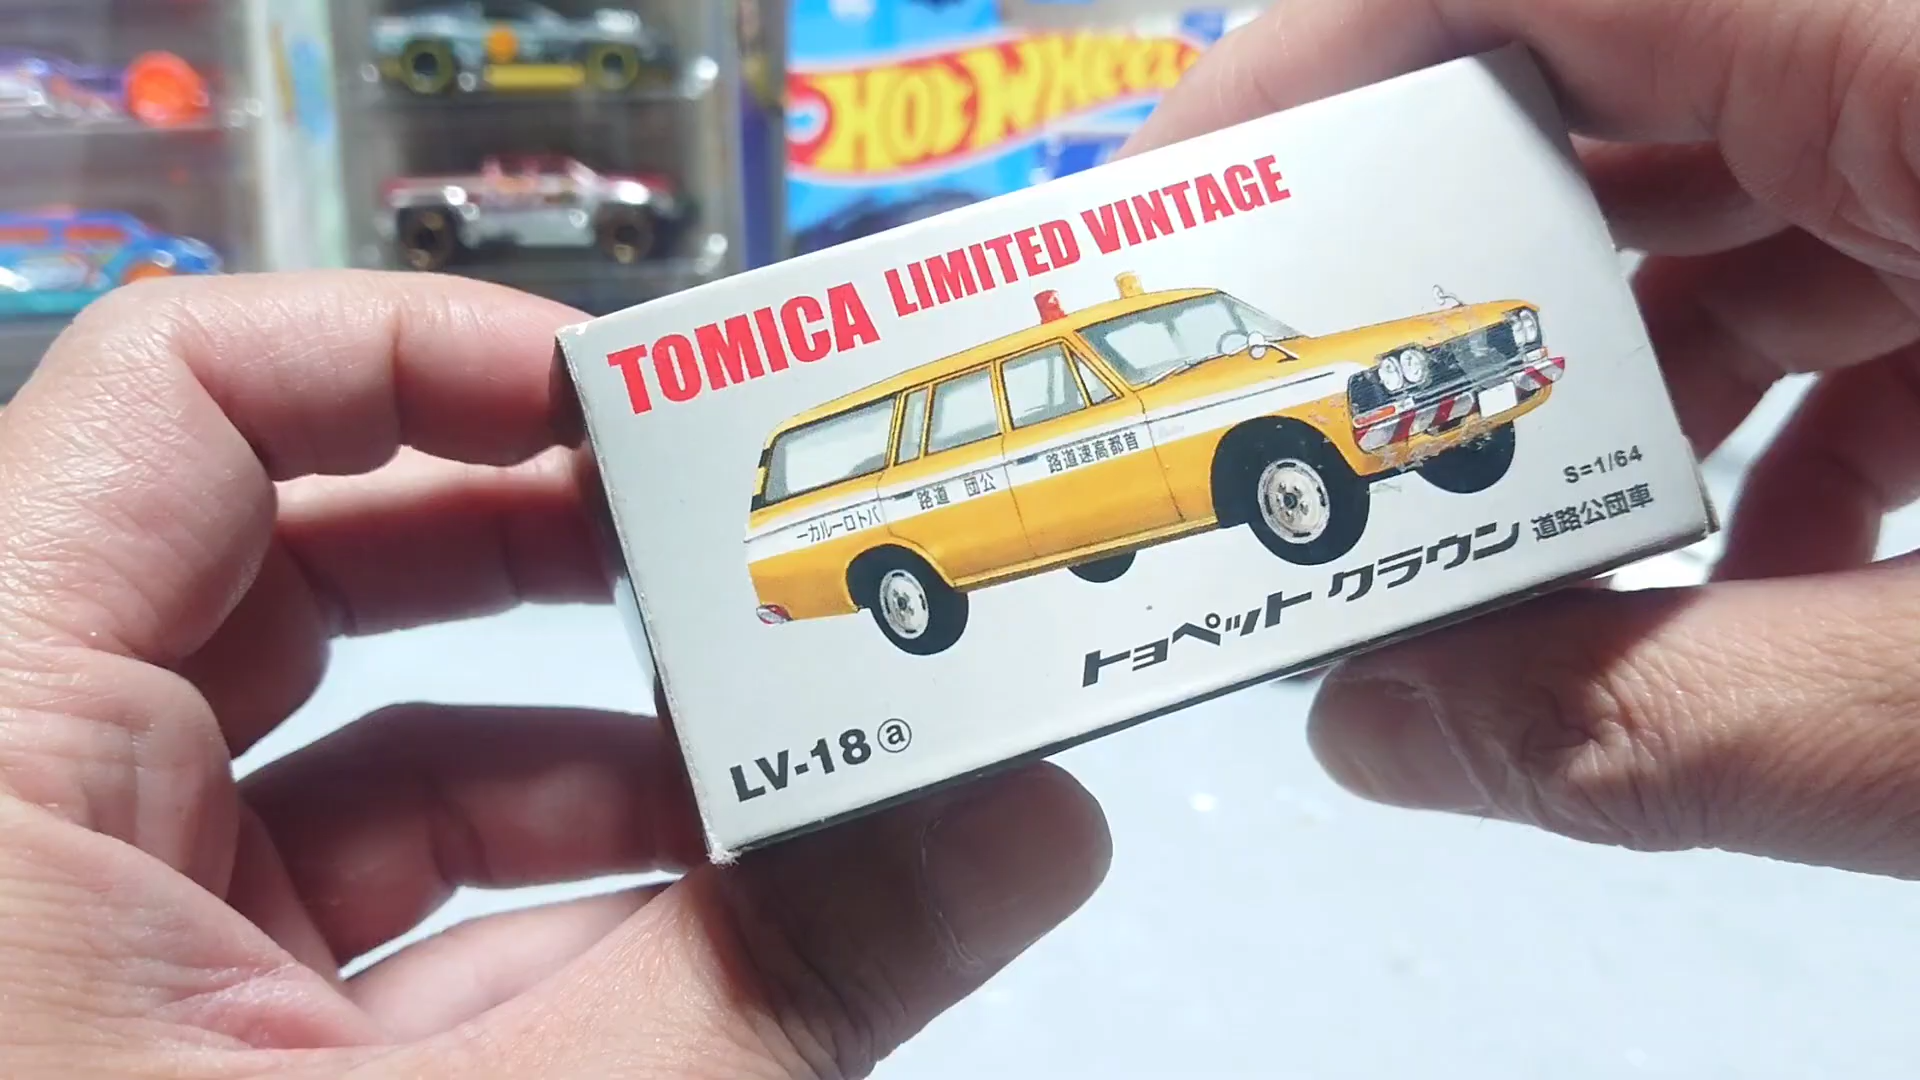 HOT WHEELS
TOMICA LIMITED VINTAGE
路道速高都首
路道 団公
ーカルーロトパ
S=1/64
トヨペット クラウン 道路公団車
LV-18ⓐ